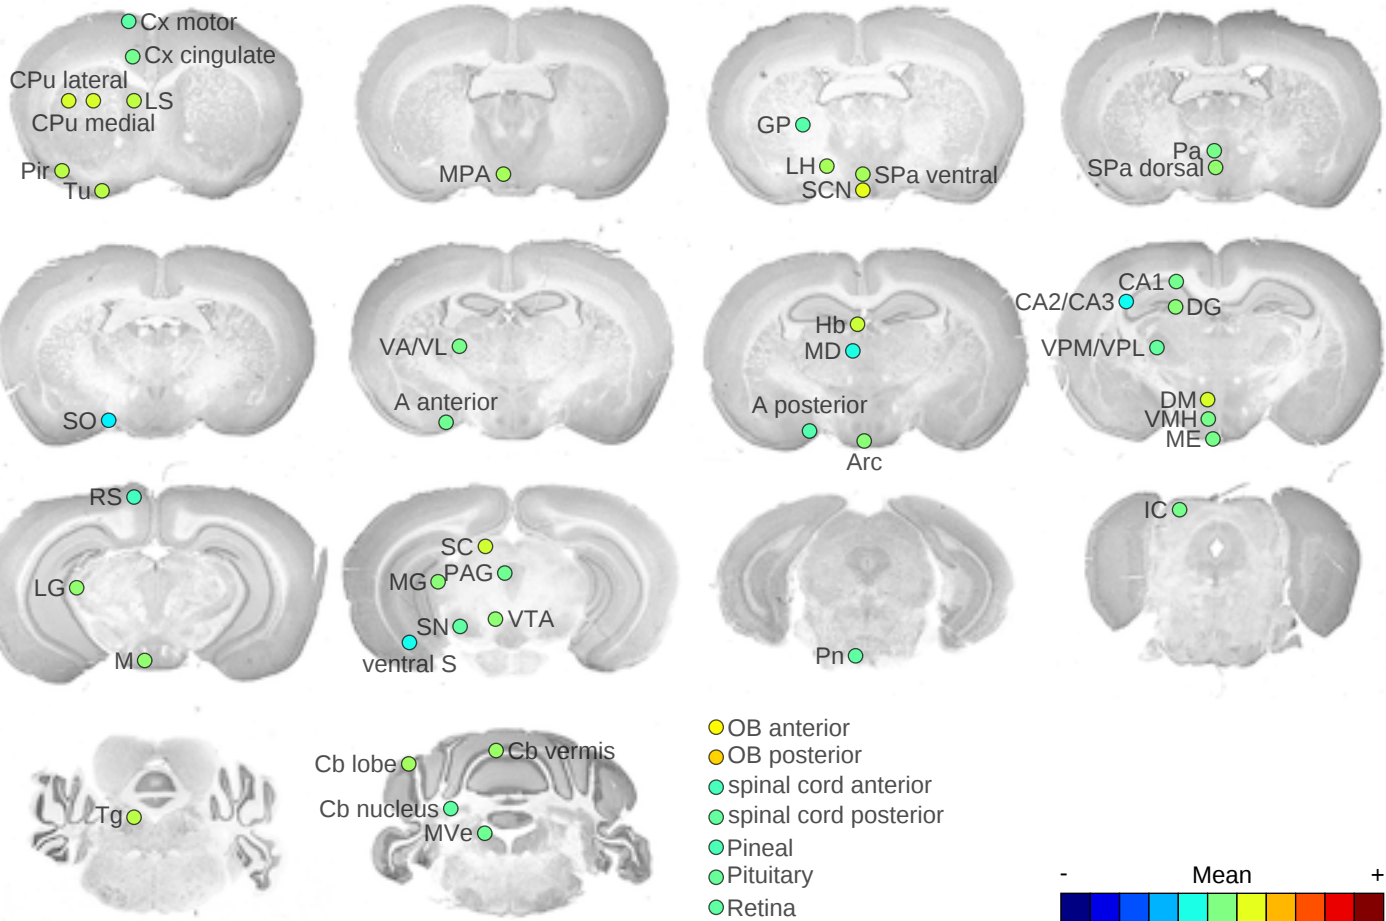 Cx motor
Cx cingulate
CPu lateral
LS
CPu medial
Pir
Tu
MPA
GP
LH
SPa ventral
SCN
Pa
SPa dorsal
SO
VA/VL
A anterior
Hb
MD
A posterior
Arc
CA1
CA2/CA3
DG
VPM/VPL
DM
VMH
ME
RS
LG
M
SC
MG
PAG
SN
VTA
ventral S
Pn
IC
Tg
Cb lobe
Cb vermis
Cb nucleus
MVe
OB anterior
OB posterior
spinal cord anterior
spinal cord posterior
Pineal
Pituitary
Retina
- Mean +